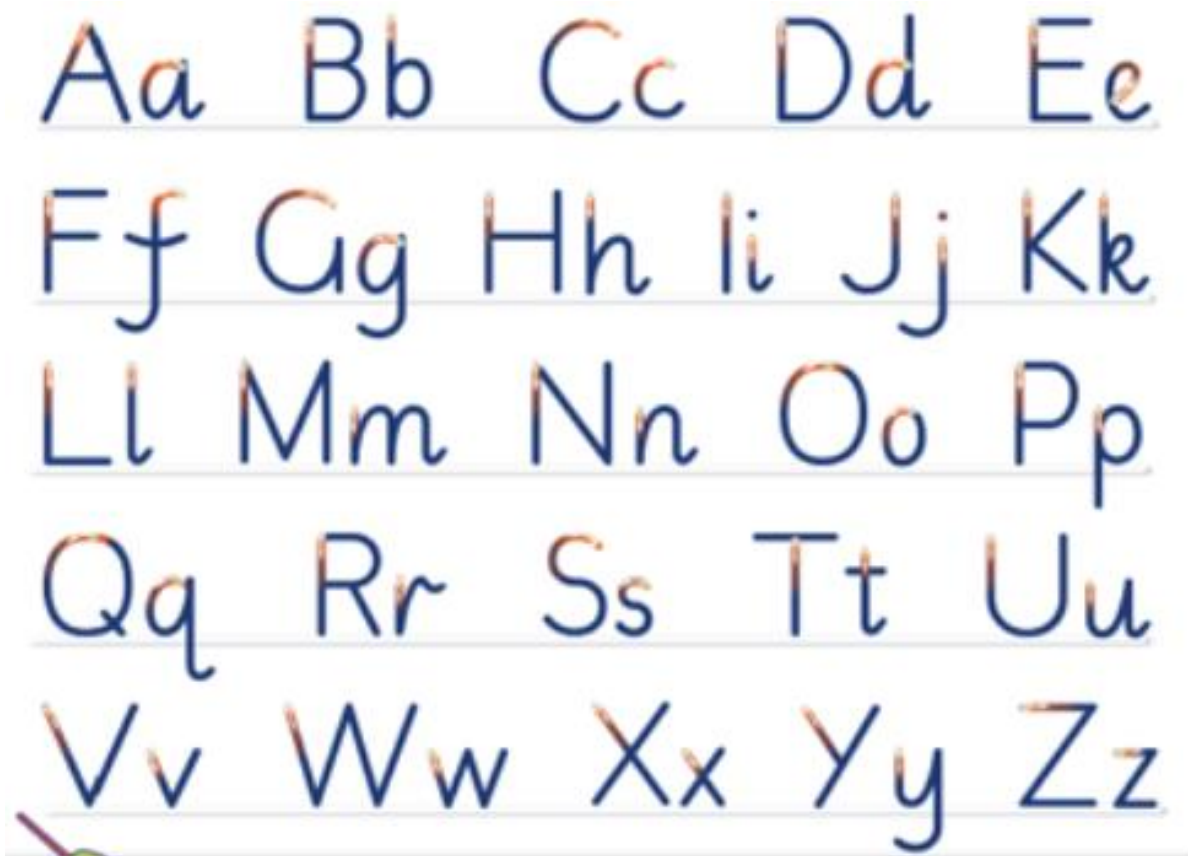 Aa Bb Cc Dd Ee
Ff Gg Hh Ii Jj Kk
Ll Mm Nn Oo Pp
Qq Rr Ss Tt Uu
Vv Ww Xx Yy Zz